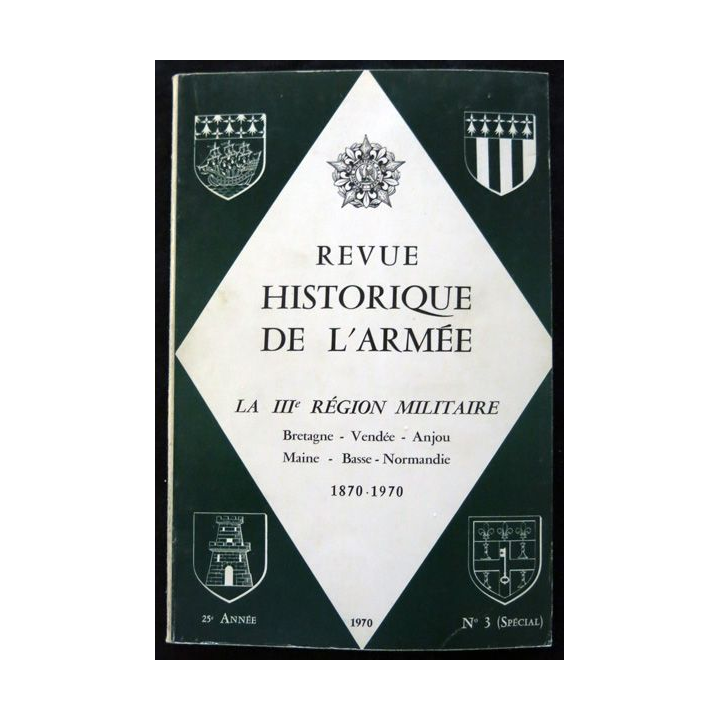 REVUE
HISTORIQUE
DE L'ARMÉE
LA IIIe RÉGION MILITAIRE
Bretagne - Vendée - Anjou
Maine - Basse-Normandie
1870-1970
25e ANNÉE
1970
No 3 (SPÉCIAL)